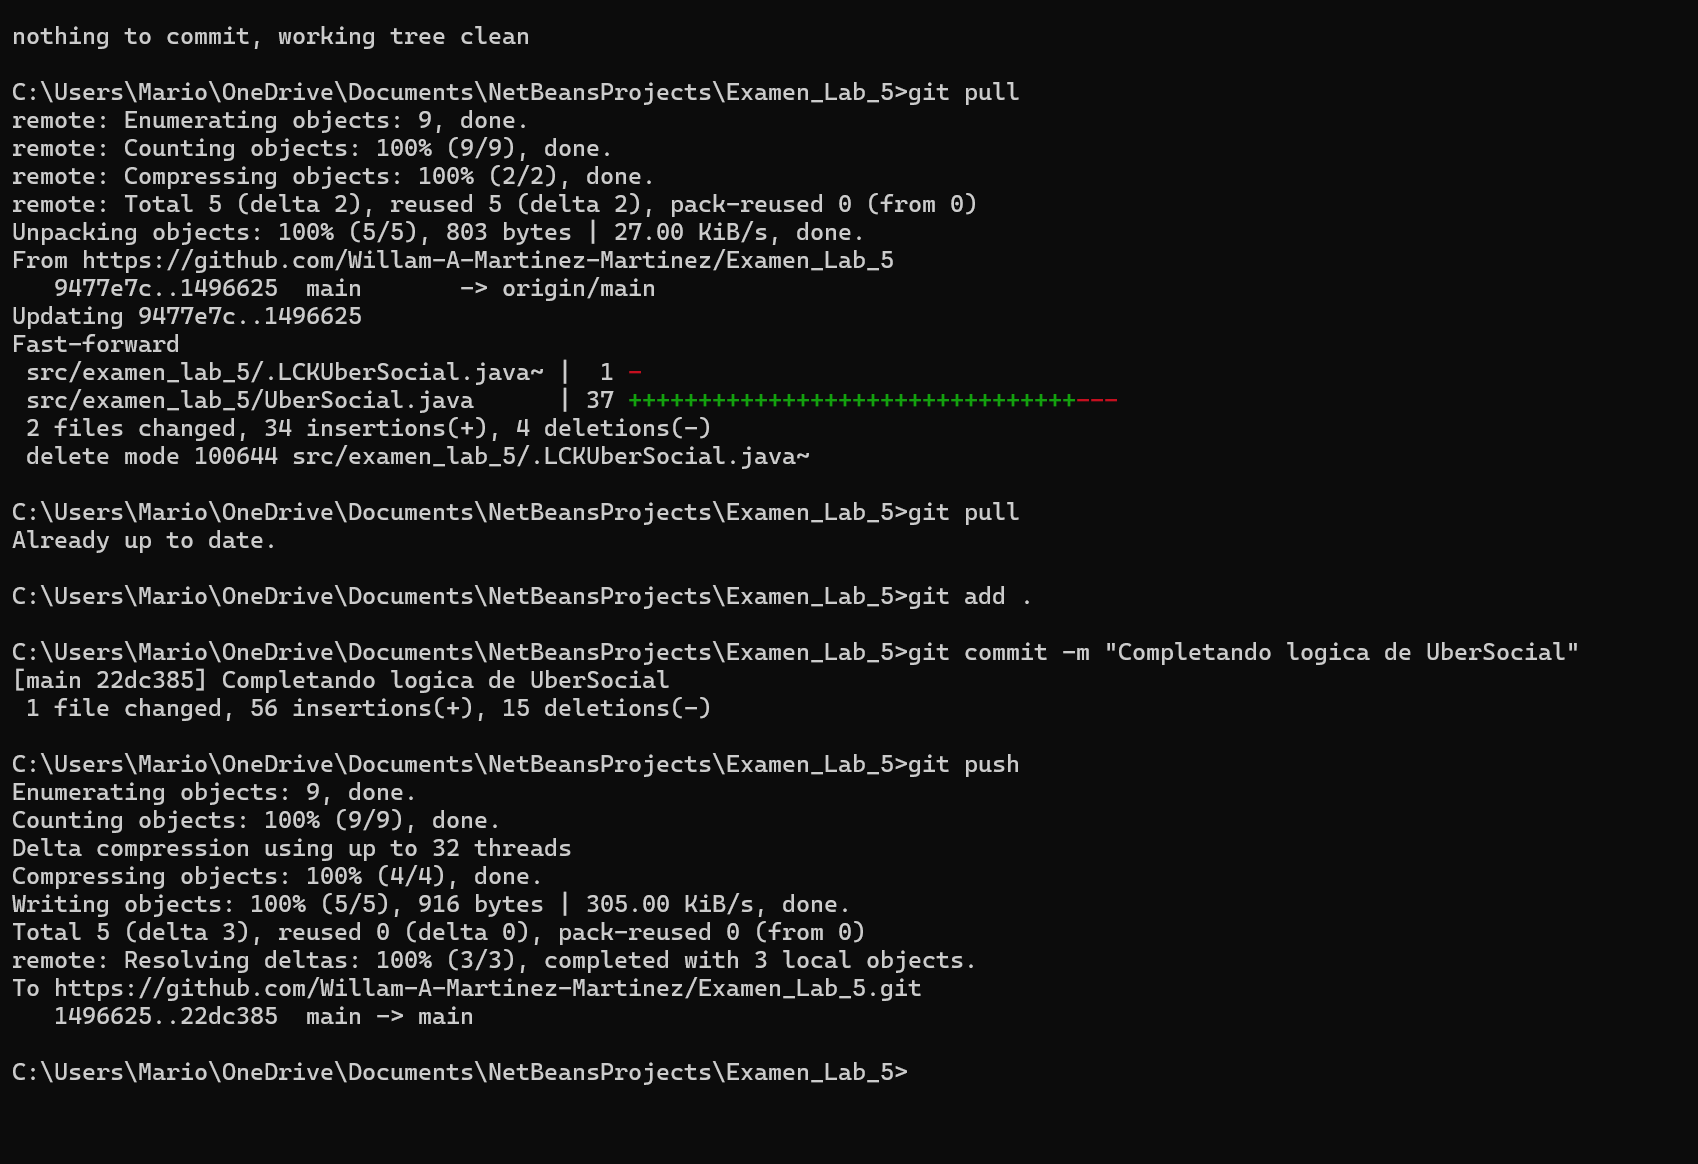 nothing to commit, working tree clean
C:\Users\Mario\OneDrive\Documents\NetBeansProjects\Examen_Lab_5>git pull
remote: Enumerating objects: 9, done.
remote: Counting objects: 100% (9/9), done.
remote: Compressing objects: 100% (2/2), done.
remote: Total 5 (delta 2), reused 5 (delta 2), pack-reused 0 (from 0)
Unpacking objects: 100% (5/5), 803 bytes | 27.00 KiB/s, done.
From https://github.com/Willam-A-Martinez-Martinez/Examen_Lab_5
   9477e7c..1496625  main       -> origin/main
Updating 9477e7c..1496625
Fast-forward
 src/examen_lab_5/.LCKUberSocial.java~ |  1 -
 src/examen_lab_5/UberSocial.java      | 37 ++++++++++++++++++++++++++++++++---
 2 files changed, 34 insertions(+), 4 deletions(-)
 delete mode 100644 src/examen_lab_5/.LCKUberSocial.java~
C:\Users\Mario\OneDrive\Documents\NetBeansProjects\Examen_Lab_5>git pull
Already up to date.
C:\Users\Mario\OneDrive\Documents\NetBeansProjects\Examen_Lab_5>git add .
C:\Users\Mario\OneDrive\Documents\NetBeansProjects\Examen_Lab_5>git commit -m "Completando logica de UberSocial"
[main 22dc385] Completando logica de UberSocial
 1 file changed, 56 insertions(+), 15 deletions(-)
C:\Users\Mario\OneDrive\Documents\NetBeansProjects\Examen_Lab_5>git push
Enumerating objects: 9, done.
Counting objects: 100% (9/9), done.
Delta compression using up to 32 threads
Compressing objects: 100% (4/4), done.
Writing objects: 100% (5/5), 916 bytes | 305.00 KiB/s, done.
Total 5 (delta 3), reused 0 (delta 0), pack-reused 0 (from 0)
remote: Resolving deltas: 100% (3/3), completed with 3 local objects.
To https://github.com/Willam-A-Martinez-Martinez/Examen_Lab_5.git
   1496625..22dc385  main -> main
C:\Users\Mario\OneDrive\Documents\NetBeansProjects\Examen_Lab_5>